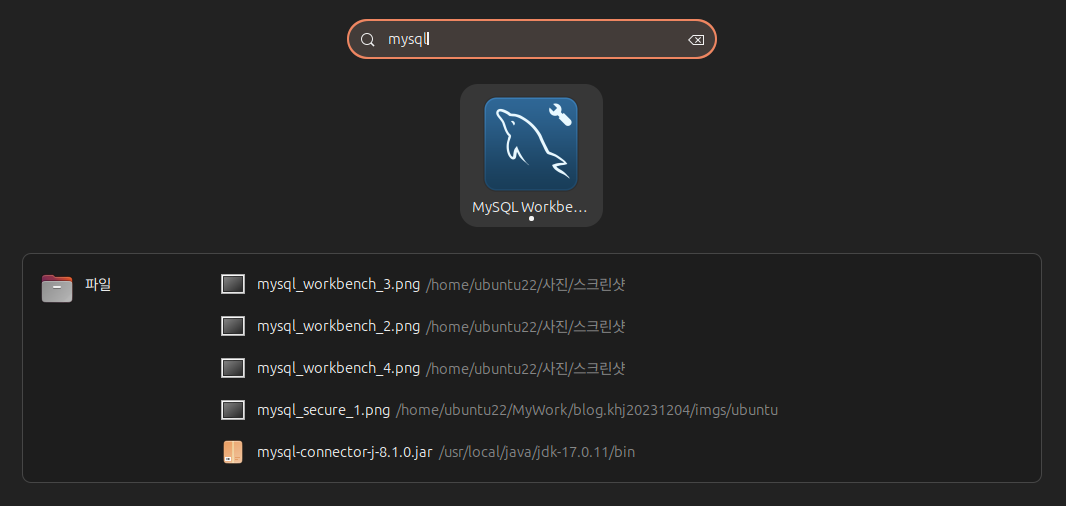 mysql
MySQL Workbe...
파일
mysql_workbench_3.png /home/ubuntu22/사진/스크린샷
mysql_workbench_2.png /home/ubuntu22/사진/스크린샷
mysql_workbench_4.png /home/ubuntu22/사진/스크린샷
mysql_secure_1.png /home/ubuntu22/MyWork/blog.khj20231204/imgs/ubuntu
mysql-connector-j-8.1.0.jar /usr/local/java/jdk-17.0.11/bin